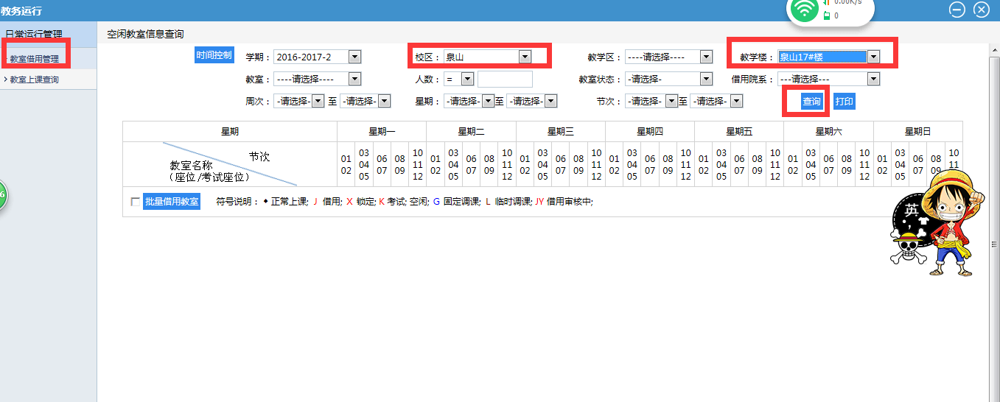 教务运行
0.00K/s
0
日常运行管理
教室借用管理
教室上课查询
6
空闲教室信息查询
时间控制 学期： 2016-2017-2 校区： 泉山 教学区： ----请选择---- 教学楼： 泉山17#楼
教室： ----请选择---- 人数： = 教室状态： -请选择- 借用院系： ---请选择---
周次： -请选择- 至 -请选择- 星期： -请选择- 至 -请选择- 节次： -请选择- 至 -请选择- 查询 打印
星期 星期一 星期二 星期三 星期四 星期五 星期六 星期日
节次
教室名称
（座位/考试座位）
01 03 06 08 10 01 03 06 08 10 01 03 06 08 10 01 03 06 08 10 01 03 06 08 10 01 03 06 08 10 01 03 06 08 10
02 04 07 09 11 02 04 07 09 11 02 04 07 09 11 02 04 07 09 11 02 04 07 09 11 02 04 07 09 11 02 04 07 09 11
05 12 05 12 05 12 05 12 05 12 05 12 05
批量借用教室 符号说明：◆正常上课; J 借用; X 锁定; K 考试; 空闲; G 固定调课; L 临时调课; JY 借用审核中;
英